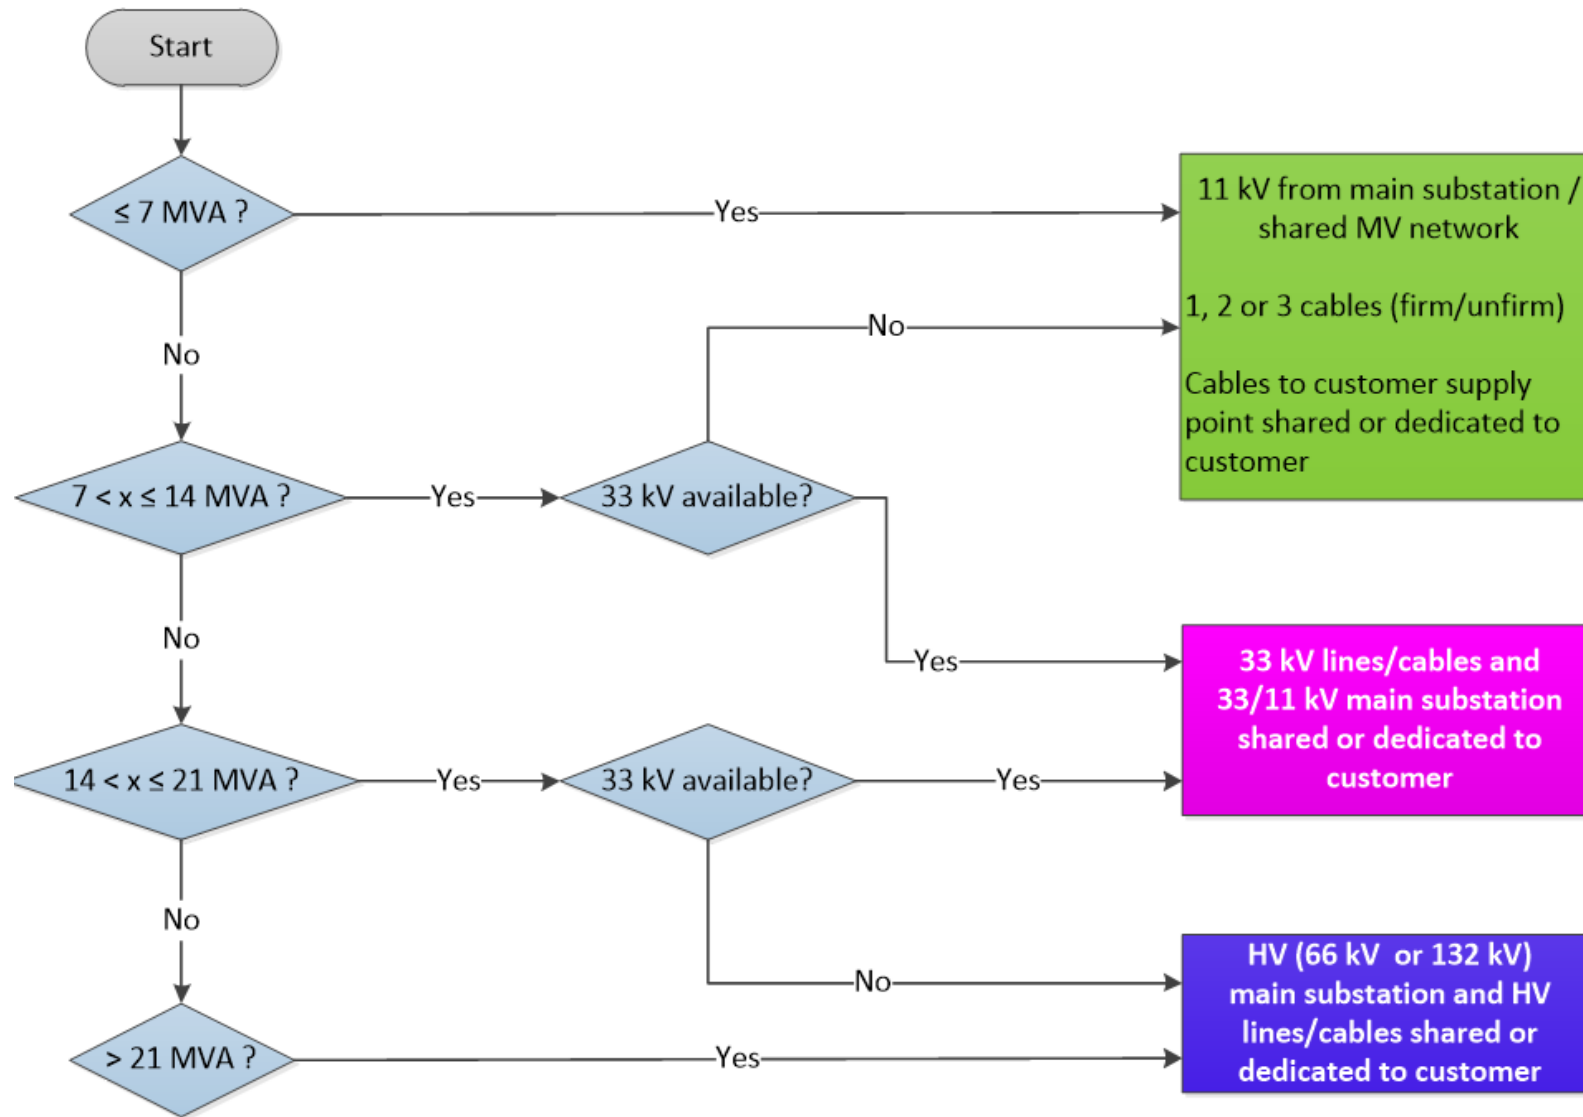 Start
≤ 7 MVA ?
Yes
11 kV from main substation /
shared MV network
1, 2 or 3 cables (firm/unfirm)
Cables to customer supply
point shared or dedicated to
customer
No
No
7 < x ≤ 14 MVA ?
Yes
33 kV available?
Yes
33 kV lines/cables and
33/11 kV main substation
shared or dedicated to
customer
No
14 < x ≤ 21 MVA ?
Yes
33 kV available?
Yes
No
No
HV (66 kV or 132 kV)
main substation and HV
lines/cables shared or
dedicated to customer
> 21 MVA ?
Yes